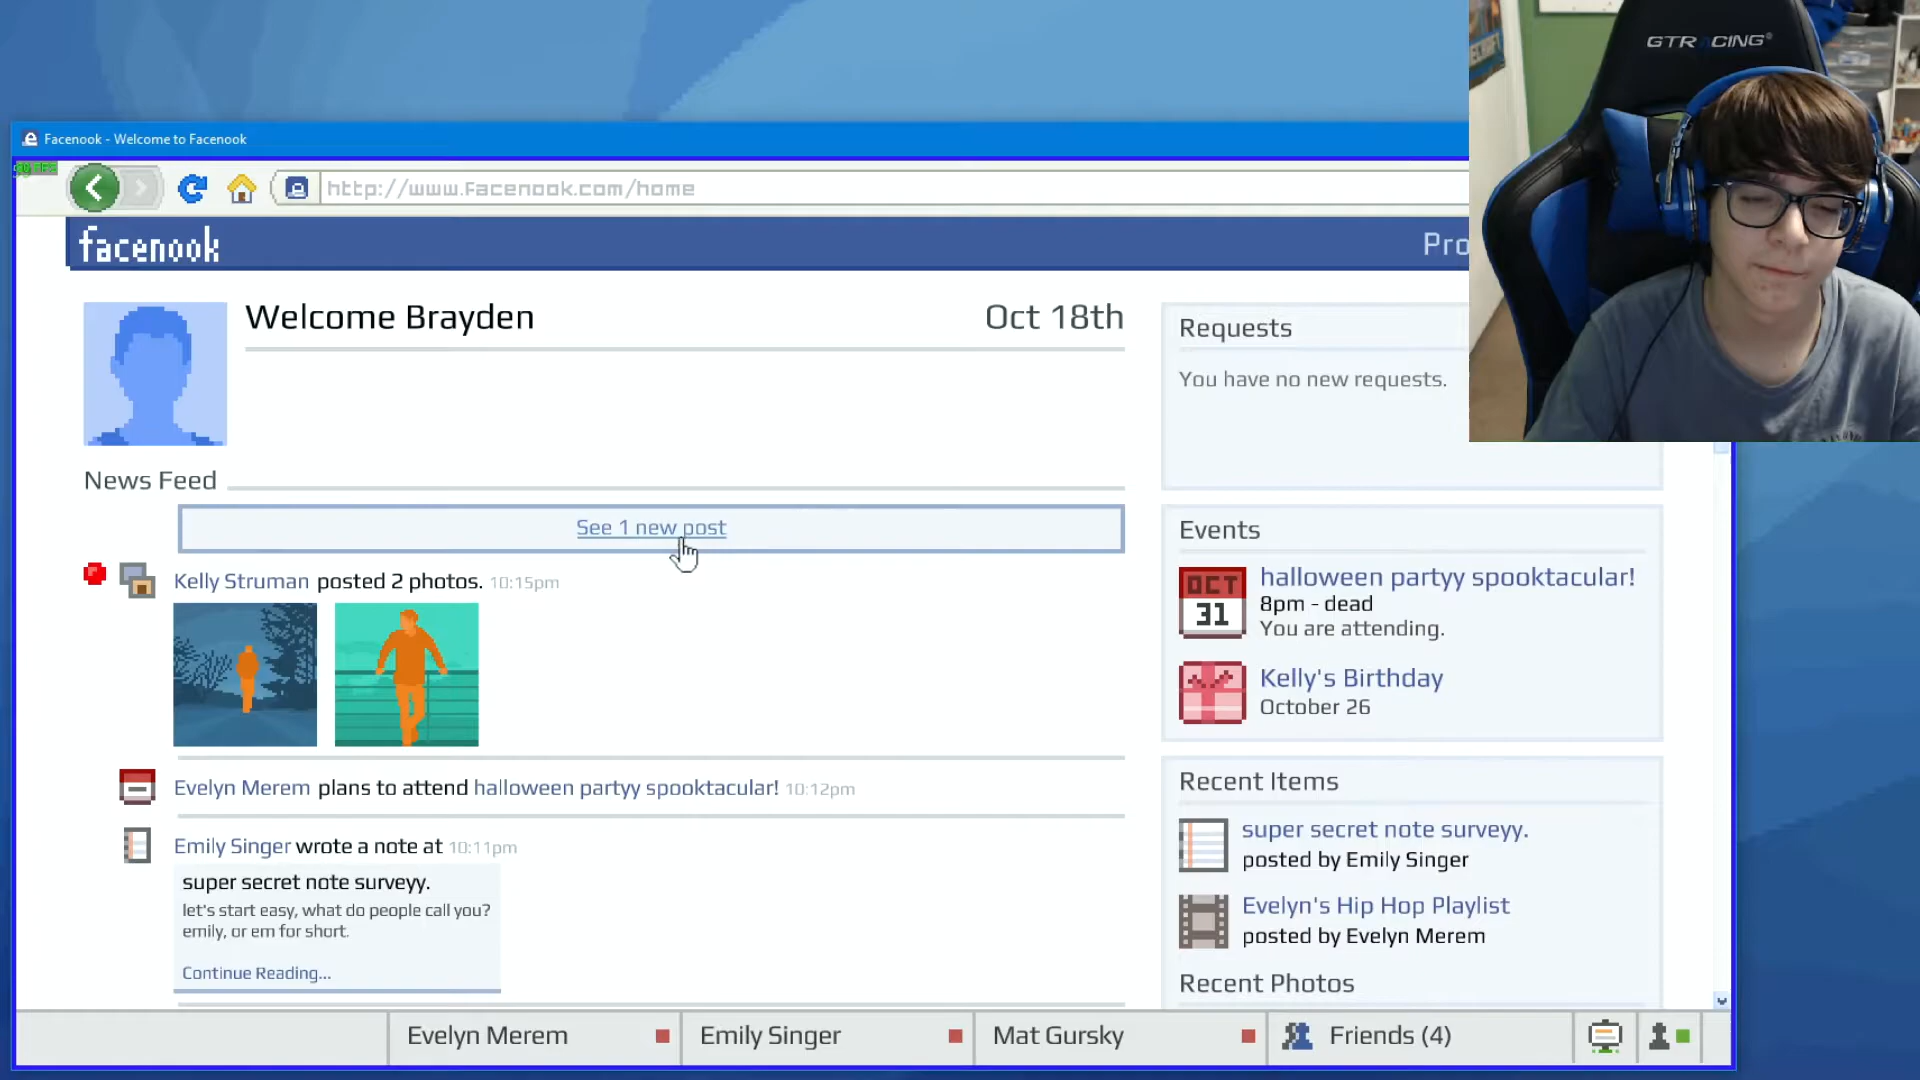 GTRACING
Facenook - Welcome to Facenook
http://www.facenook.com/home
facenook
Pro
Welcome Brayden
Oct 18th
Requests
You have no new requests.
News Feed
See 1 new post
Kelly Struman posted 2 photos. 10:15pm
Evelyn Merem plans to attend halloween partyy spooktacular! 10:12pm
Emily Singer wrote a note at 10:11pm
super secret note surveyy.
let's start easy, what do people call you?
emily, or em for short.
Continue Reading...
Events
OCT
31
halloween partyy spooktacular!
8pm - dead
You are attending.
Kelly's Birthday
October 26
Recent Items
super secret note surveyy.
posted by Emily Singer
Evelyn's Hip Hop Playlist
posted by Evelyn Merem
Recent Photos
Evelyn Merem
Emily Singer
Mat Gursky
Friends (4)